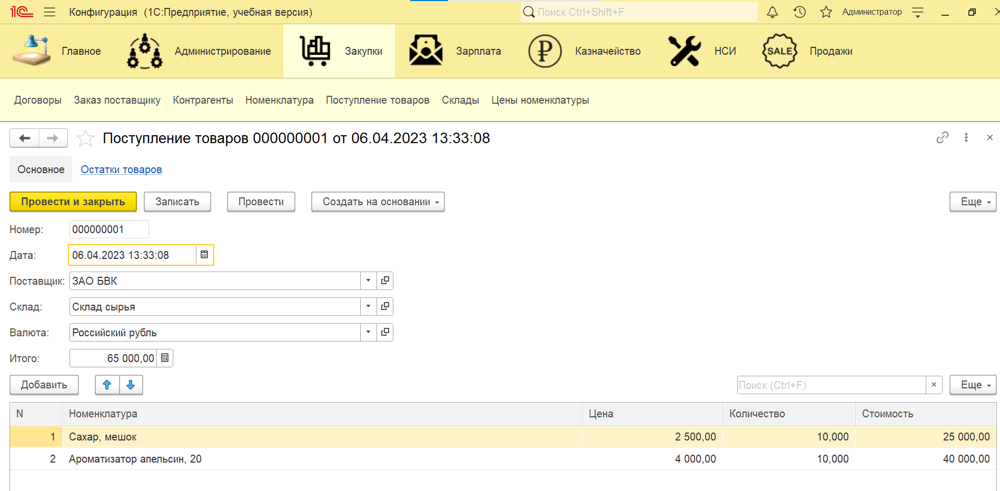 1С Конфигурация (1С:Предприятие, учебная версия) Поиск Ctrl+Shift+F Администратор
Главное Администрирование Закупки Зарплата Казначейство НСИ SALE Продажи
Договоры Заказ поставщику Контрагенты Номенклатура Поступление товаров Склады Цены номенклатуры
Поступление товаров 000000001 от 06.04.2023 13:33:08
Основное Остатки товаров
Провести и закрыть Записать Провести Создать на основании Еще
Номер: 000000001
Дата: 06.04.2023 13:33:08
Поставщик: ЗАО БВК
Склад: Склад сырья
Валюта: Российский рубль
Итого: 65 000,00
Добавить Поиск (Ctrl+F) Еще
N Номенклатура Цена Количество Стоимость
1 Сахар, мешок 2 500,00 10,000 25 000,00
2 Ароматизатор апельсин, 20 4 000,00 10,000 40 000,00